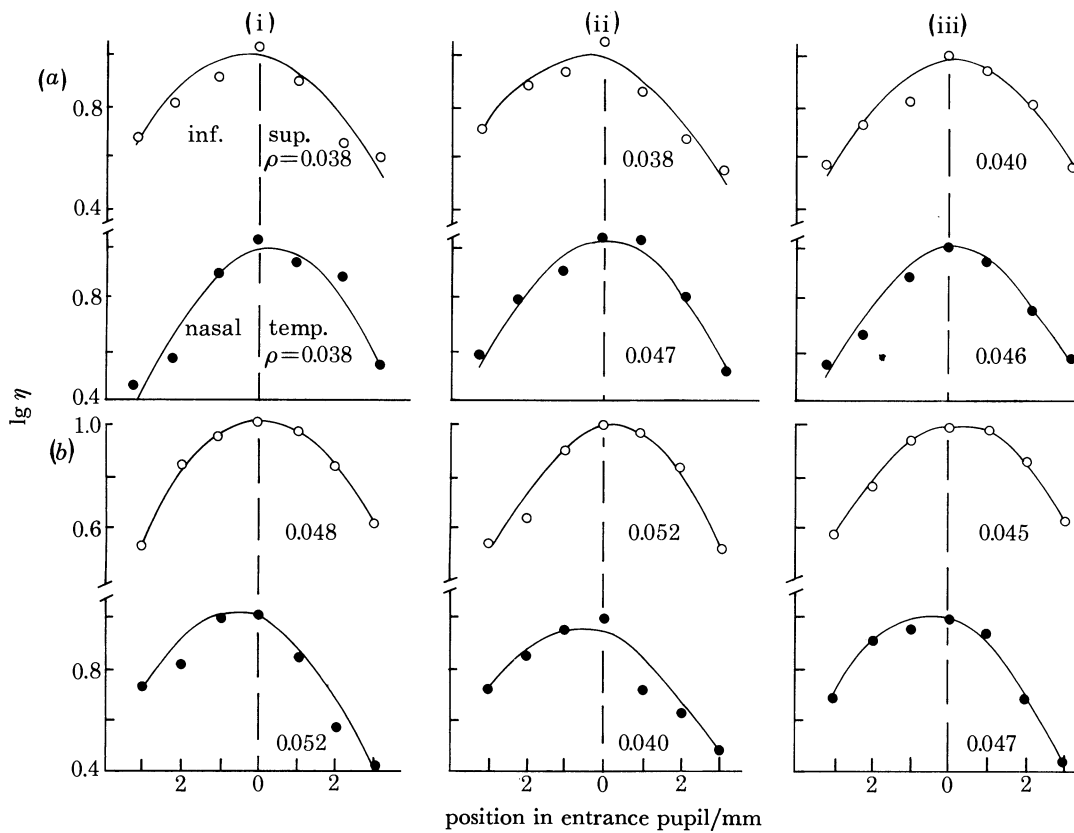 (i) (ii) (iii)
(a)
0.8
inf. sup.
ρ=0.038 0.038 0.040
0.4
0.8
nasal temp.
ρ=0.038 0.047 0.046
0.4
lg η
1.0
(b)
0.048 0.052 0.045
0.6
0.8
0.052 0.040 0.047
0.4
2 0 2 2 0 2 2 0 2
position in entrance pupil/mm